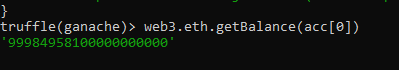 }
truffle(ganache)> web3.eth.getBalance(acc[0])
'99984958100000000000'